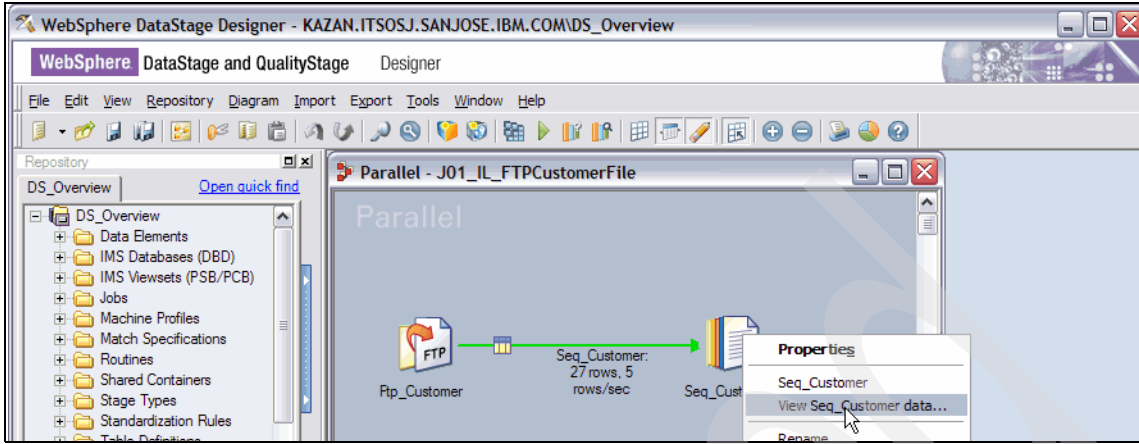 WebSphere DataStage Designer - KAZAN.ITSOSJ.SANJOSE.IBM.COM\DS_Overview
WebSphere. DataStage and QualityStage Designer
File Edit View Repository Diagram Import Export Tools Window Help
Repository
DS_Overview Open quick find
DS_Overview
Data Elements
IMS Databases (DBD)
IMS Viewsets (PSB/PCB)
Jobs
Machine Profiles
Match Specifications
Routines
Shared Containers
Stage Types
Standardization Rules
Table Definitions
Parallel - J01_IL_FTPCustomerFile
Parallel
FTP
Ftp_Customer
Seq_Customer:
27 rows, 5
rows/sec
Seq_Cust
Properties
Seq_Customer
View Seq_Customer data...
Rename